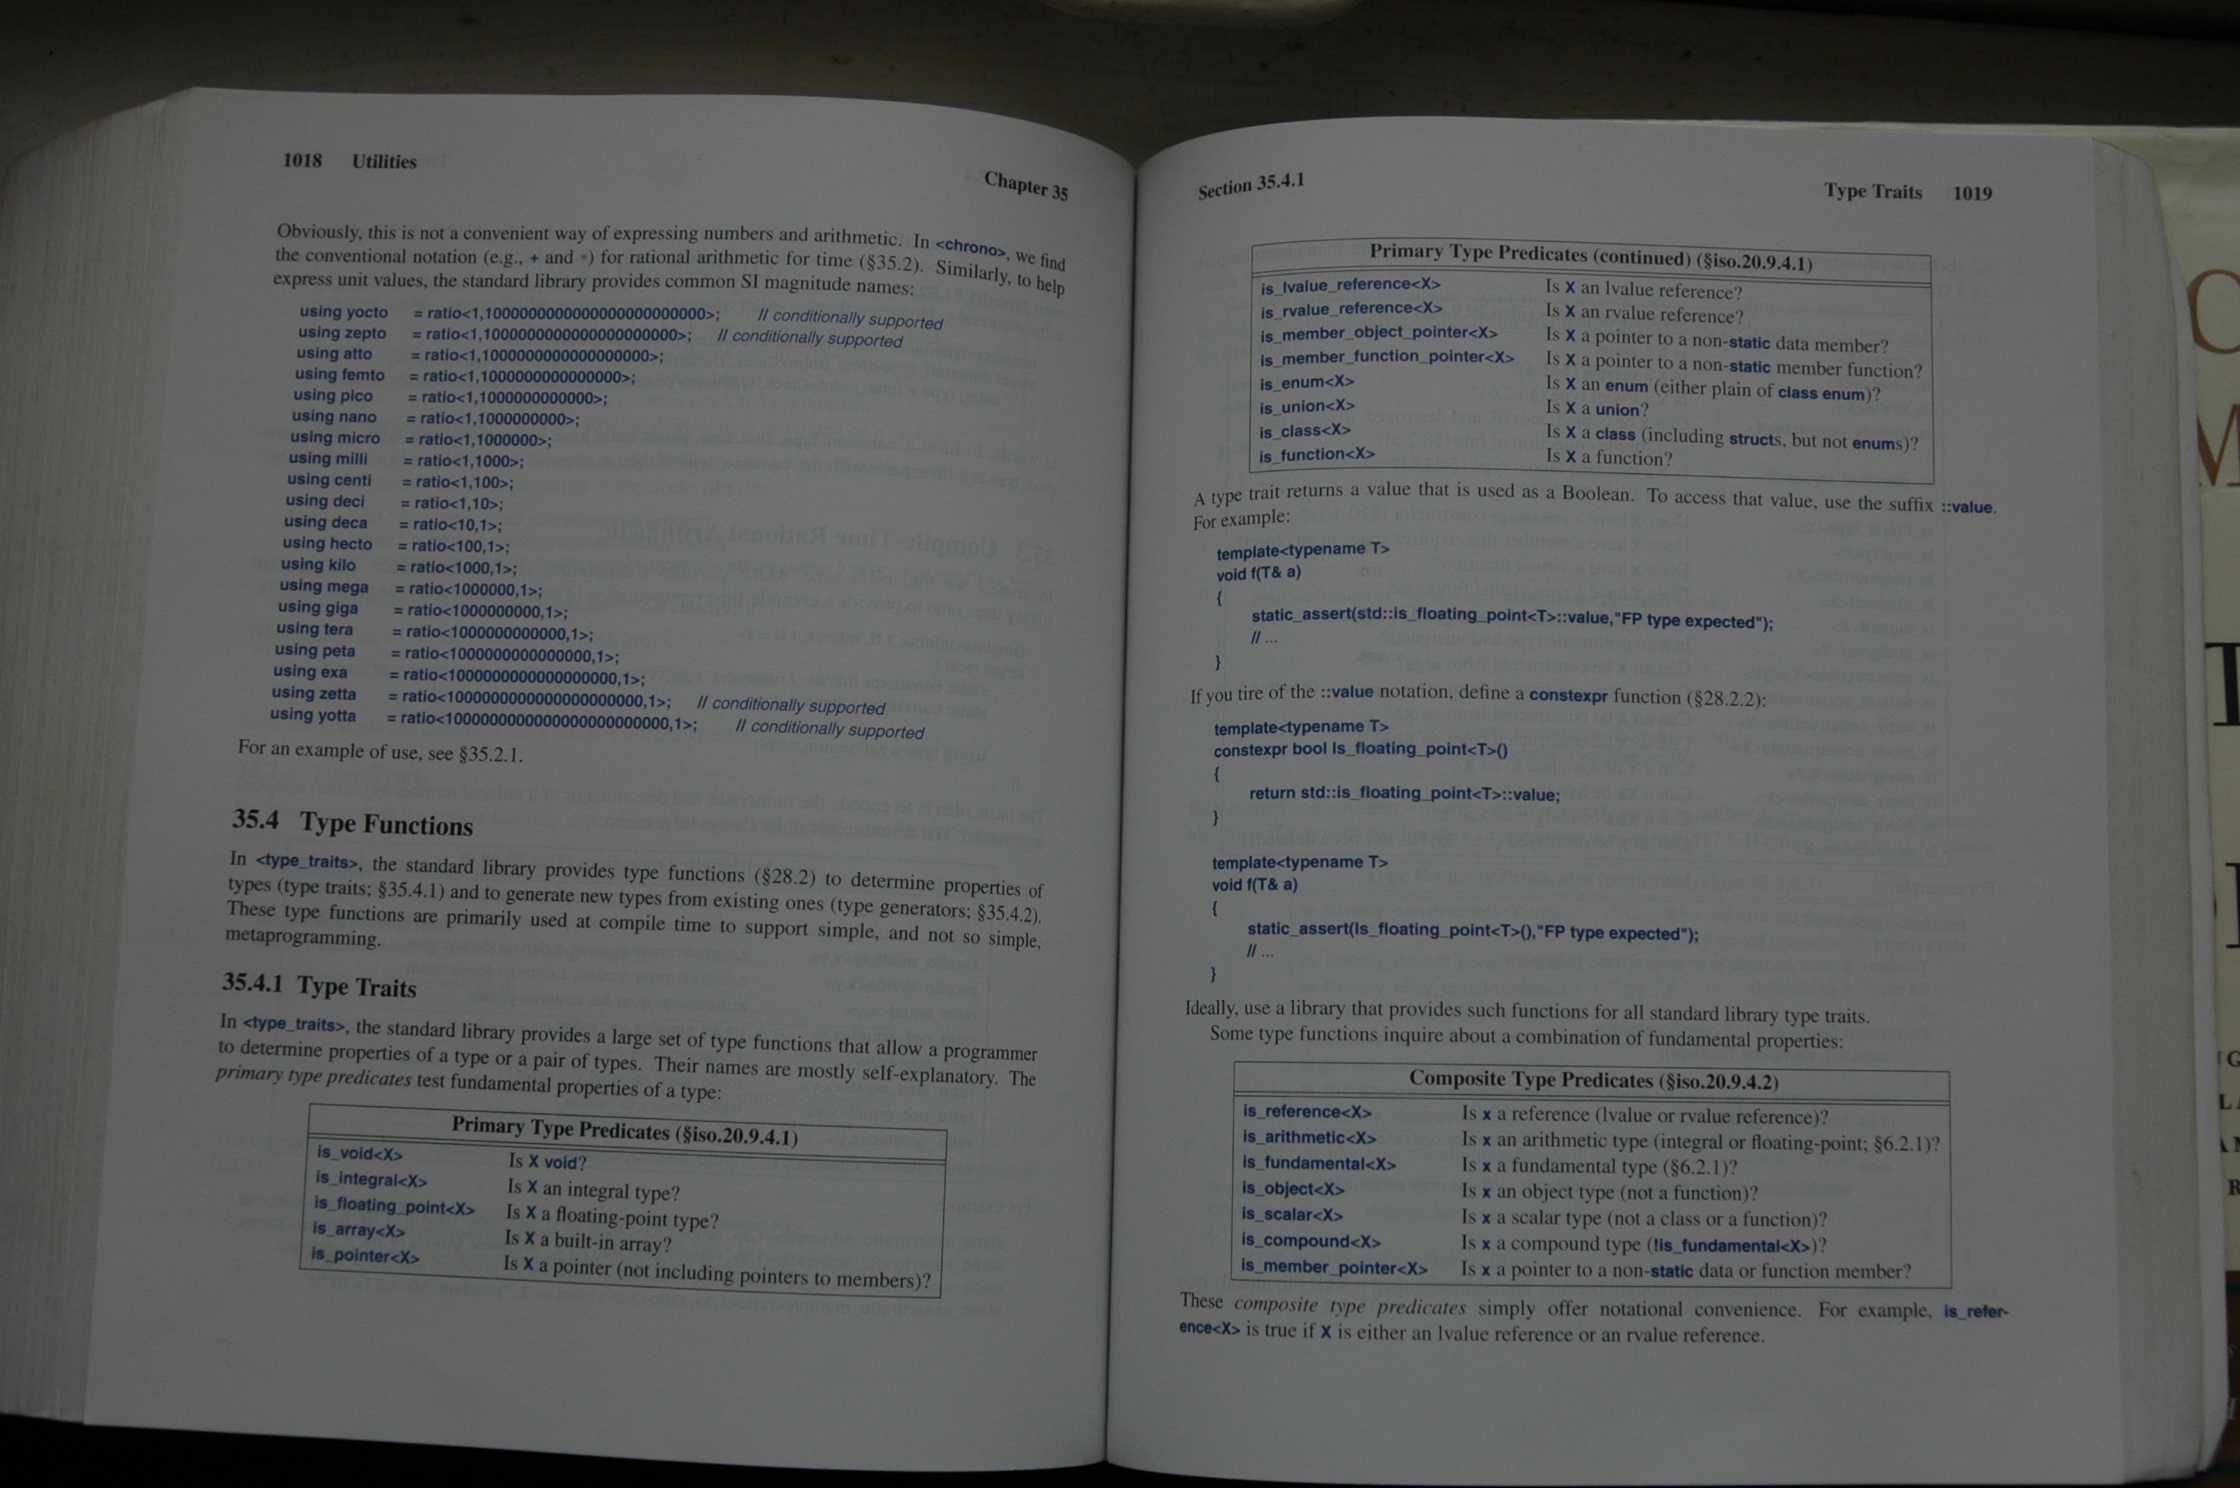 1018 Utilities
Chapter 35
Obviously, this is not a convenient way of expressing numbers and arithmetic. In <chrono>, we find
the conventional notation (e.g., + and *) for rational arithmetic for time (§35.2). Similarly, to help
express unit values, the standard library provides common SI magnitude names:
using yocto = ratio<1,1000000000000000000000000>; // conditionally supported
using zepto = ratio<1,1000000000000000000000>; // conditionally supported
using atto = ratio<1,1000000000000000000>;
using femto = ratio<1,1000000000000000>;
using pico = ratio<1,1000000000000>;
using nano = ratio<1,1000000000>;
using micro = ratio<1,1000000>;
using milli = ratio<1,1000>;
using centi = ratio<1,100>;
using deci = ratio<1,10>;
using deca = ratio<10,1>;
using hecto = ratio<100,1>;
using kilo = ratio<1000,1>;
using mega = ratio<1000000,1>;
using giga = ratio<1000000000,1>;
using tera = ratio<1000000000000,1>;
using peta = ratio<1000000000000000,1>;
using exa = ratio<1000000000000000000,1>;
using zetta = ratio<1000000000000000000000,1>; // conditionally supported
using yotta = ratio<1000000000000000000000000,1>; // conditionally supported
For an example of use, see §35.2.1.
35.4 Type Functions
In <type_traits>, the standard library provides type functions (§28.2) to determine properties of
types (type traits; §35.4.1) and to generate new types from existing ones (type generators; §35.4.2).
These type functions are primarily used at compile time to support simple, and not so simple,
metaprogramming.
35.4.1 Type Traits
In <type_traits>, the standard library provides a large set of type functions that allow a programmer
to determine properties of a type or a pair of types. Their names are mostly self-explanatory. The
primary type predicates test fundamental properties of a type:
Primary Type Predicates (§iso.20.9.4.1)
is_void<X> Is X void?
is_integral<X> Is X an integral type?
is_floating_point<X> Is X a floating-point type?
is_array<X> Is X a built-in array?
is_pointer<X> Is X a pointer (not including pointers to members)?
Section 35.4.1
Type Traits 1019
Primary Type Predicates (continued) (§iso.20.9.4.1)
is_lvalue_reference<X> Is X an lvalue reference?
is_rvalue_reference<X> Is X an rvalue reference?
is_member_object_pointer<X> Is X a pointer to a non-static data member?
is_member_function_pointer<X> Is X a pointer to a non-static member function?
is_enum<X> Is X an enum (either plain of class enum)?
is_union<X> Is X a union?
is_class<X> Is X a class (including structs, but not enums)?
is_function<X> Is X a function?
A type trait returns a value that is used as a Boolean. To access that value, use the suffix ::value.
For example:
template<typename T>
void f(T& a)
{
static_assert(std::is_floating_point<T>::value,"FP type expected");
// ...
}
If you tire of the ::value notation, define a constexpr function (§28.2.2):
template<typename T>
constexpr bool Is_floating_point<T>()
{
return std::is_floating_point<T>::value;
}
template<typename T>
void f(T& a)
{
static_assert(Is_floating_point<T>(),"FP type expected");
// ...
}
Ideally, use a library that provides such functions for all standard library type traits.
Some type functions inquire about a combination of fundamental properties:
Composite Type Predicates (§iso.20.9.4.2)
is_reference<X> Is x a reference (lvalue or rvalue reference)?
is_arithmetic<X> Is x an arithmetic type (integral or floating-point; §6.2.1)?
is_fundamental<X> Is x a fundamental type (§6.2.1)?
is_object<X> Is x an object type (not a function)?
is_scalar<X> Is x a scalar type (not a class or a function)?
is_compound<X> Is x a compound type (!is_fundamental<X>)?
is_member_pointer<X> Is x a pointer to a non-static data or function member?
These composite type predicates simply offer notational convenience. For example, is_refer-
ence<X> is true if X is either an lvalue reference or an rvalue reference.